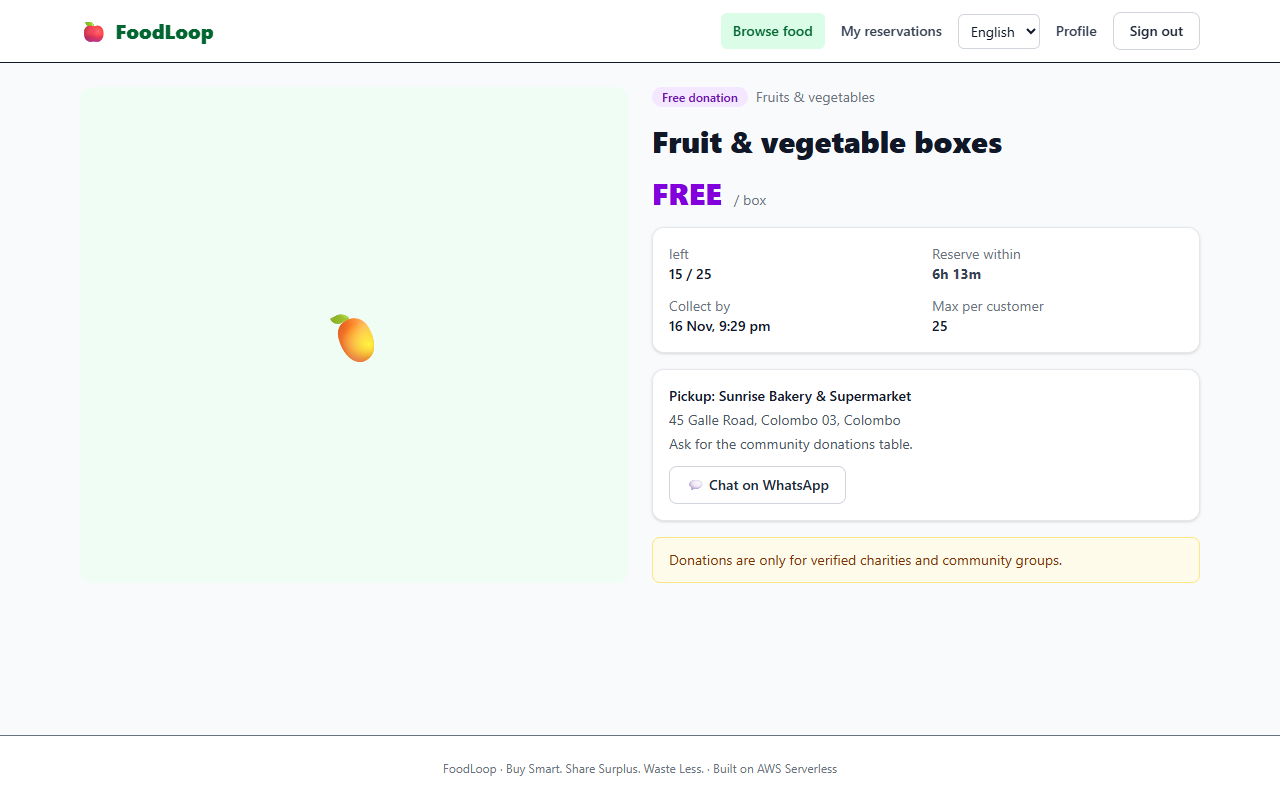 FoodLoop
Browse food
My reservations
English
Profile
Sign out
Free donation
Fruits & vegetables
Fruit & vegetable boxes
FREE / box
left
15 / 25
Reserve within
6h 13m
Collect by
16 Nov, 9:29 pm
Max per customer
25
Pickup: Sunrise Bakery & Supermarket
45 Galle Road, Colombo 03, Colombo
Ask for the community donations table.
Chat on WhatsApp
Donations are only for verified charities and community groups.
FoodLoop · Buy Smart. Share Surplus. Waste Less. · Built on AWS Serverless